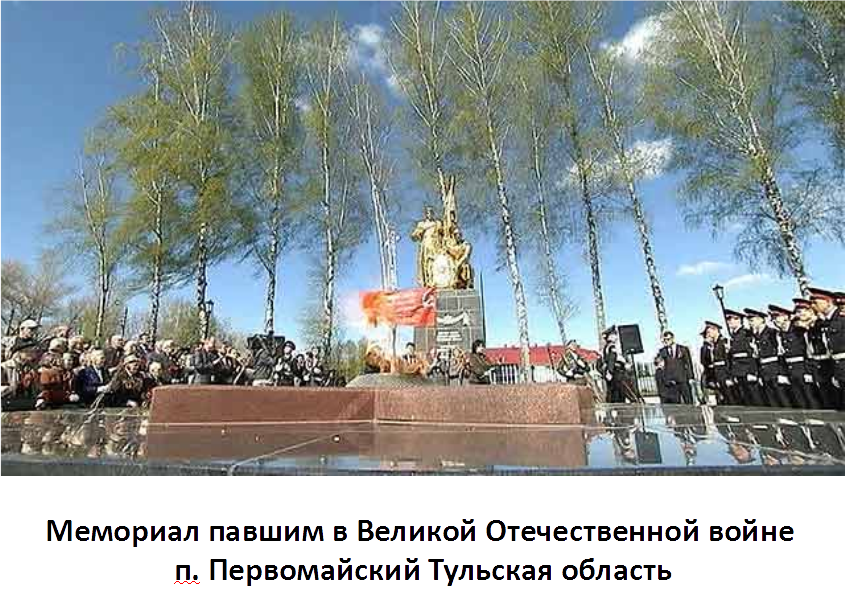 Мемориал павшим в Великой Отечественной войне
п. Первомайский Тульская область